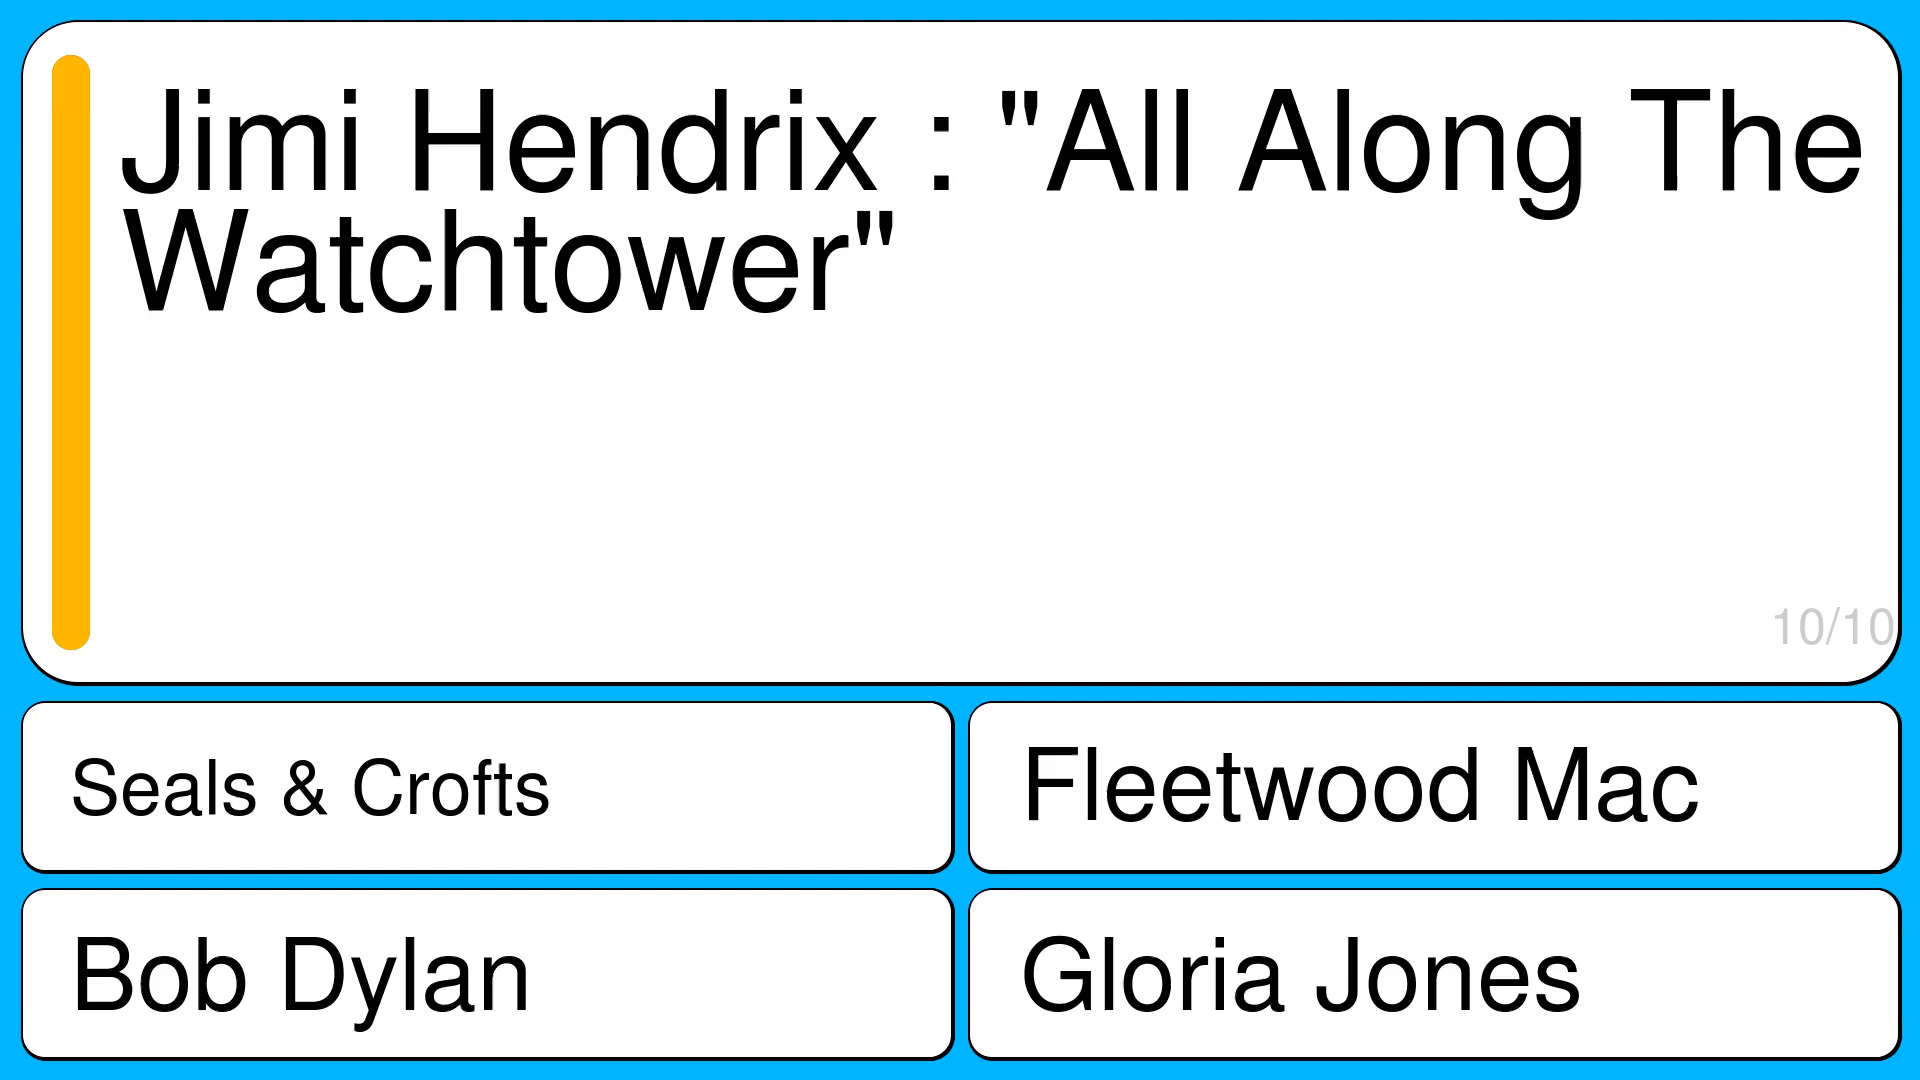 Jimi Hendrix : "All Along The
Watchtower"
10/10
Seals & Crofts
Fleetwood Mac
Bob Dylan
Gloria Jones